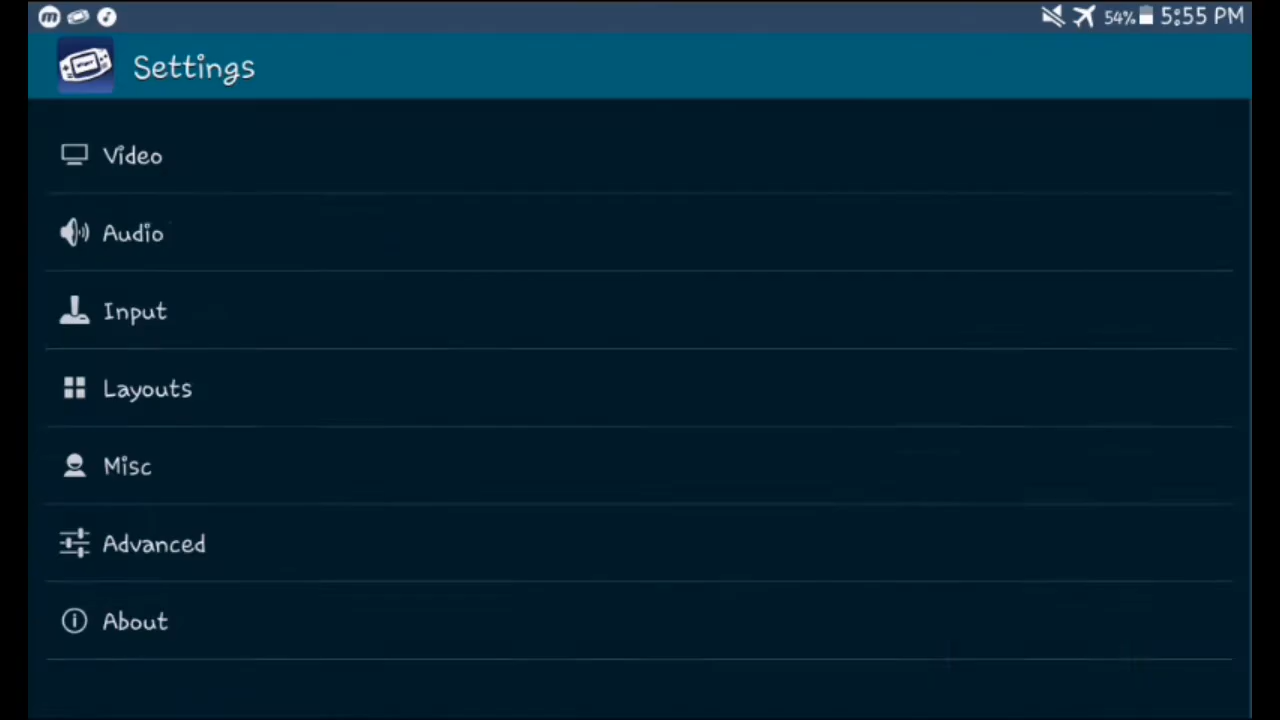 54% 5:55 PM
Settings
Video
Audio
Input
Layouts
Misc
Advanced
About